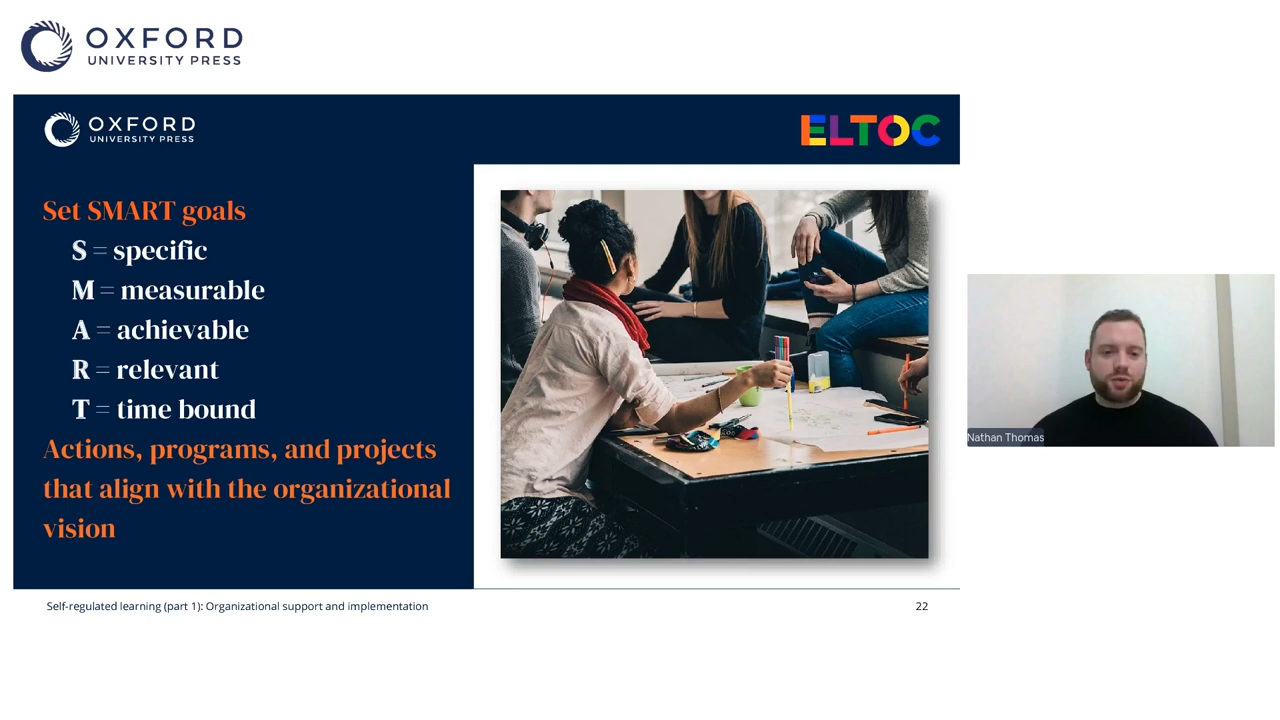 OXFORD
UNIVERSITY PRESS
OXFORD
UNIVERSITY PRESS
ELTOC
Set SMART goals
S = specific
M = measurable
A = achievable
R = relevant
T = time bound
Actions, programs, and projects
that align with the organizational
vision
Nathan Thomas
Self-regulated learning (part 1): Organizational support and implementation
22